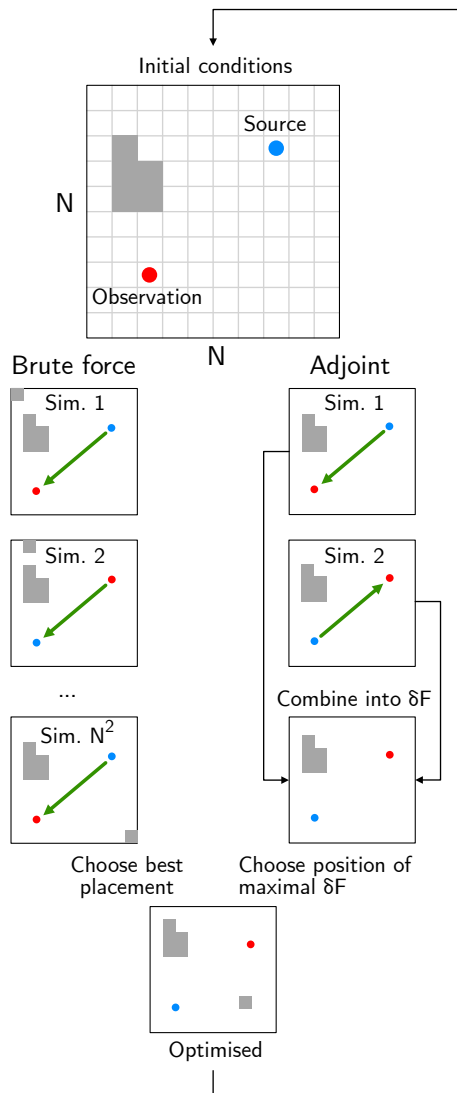 Initial conditions
Source
N
Observation
N
Brute force
Adjoint
Sim. 1
Sim. 1
Sim. 2
Sim. 2
...
Combine into δF
Sim. N²
Choose best
placement
Choose position of
maximal δF
Optimised